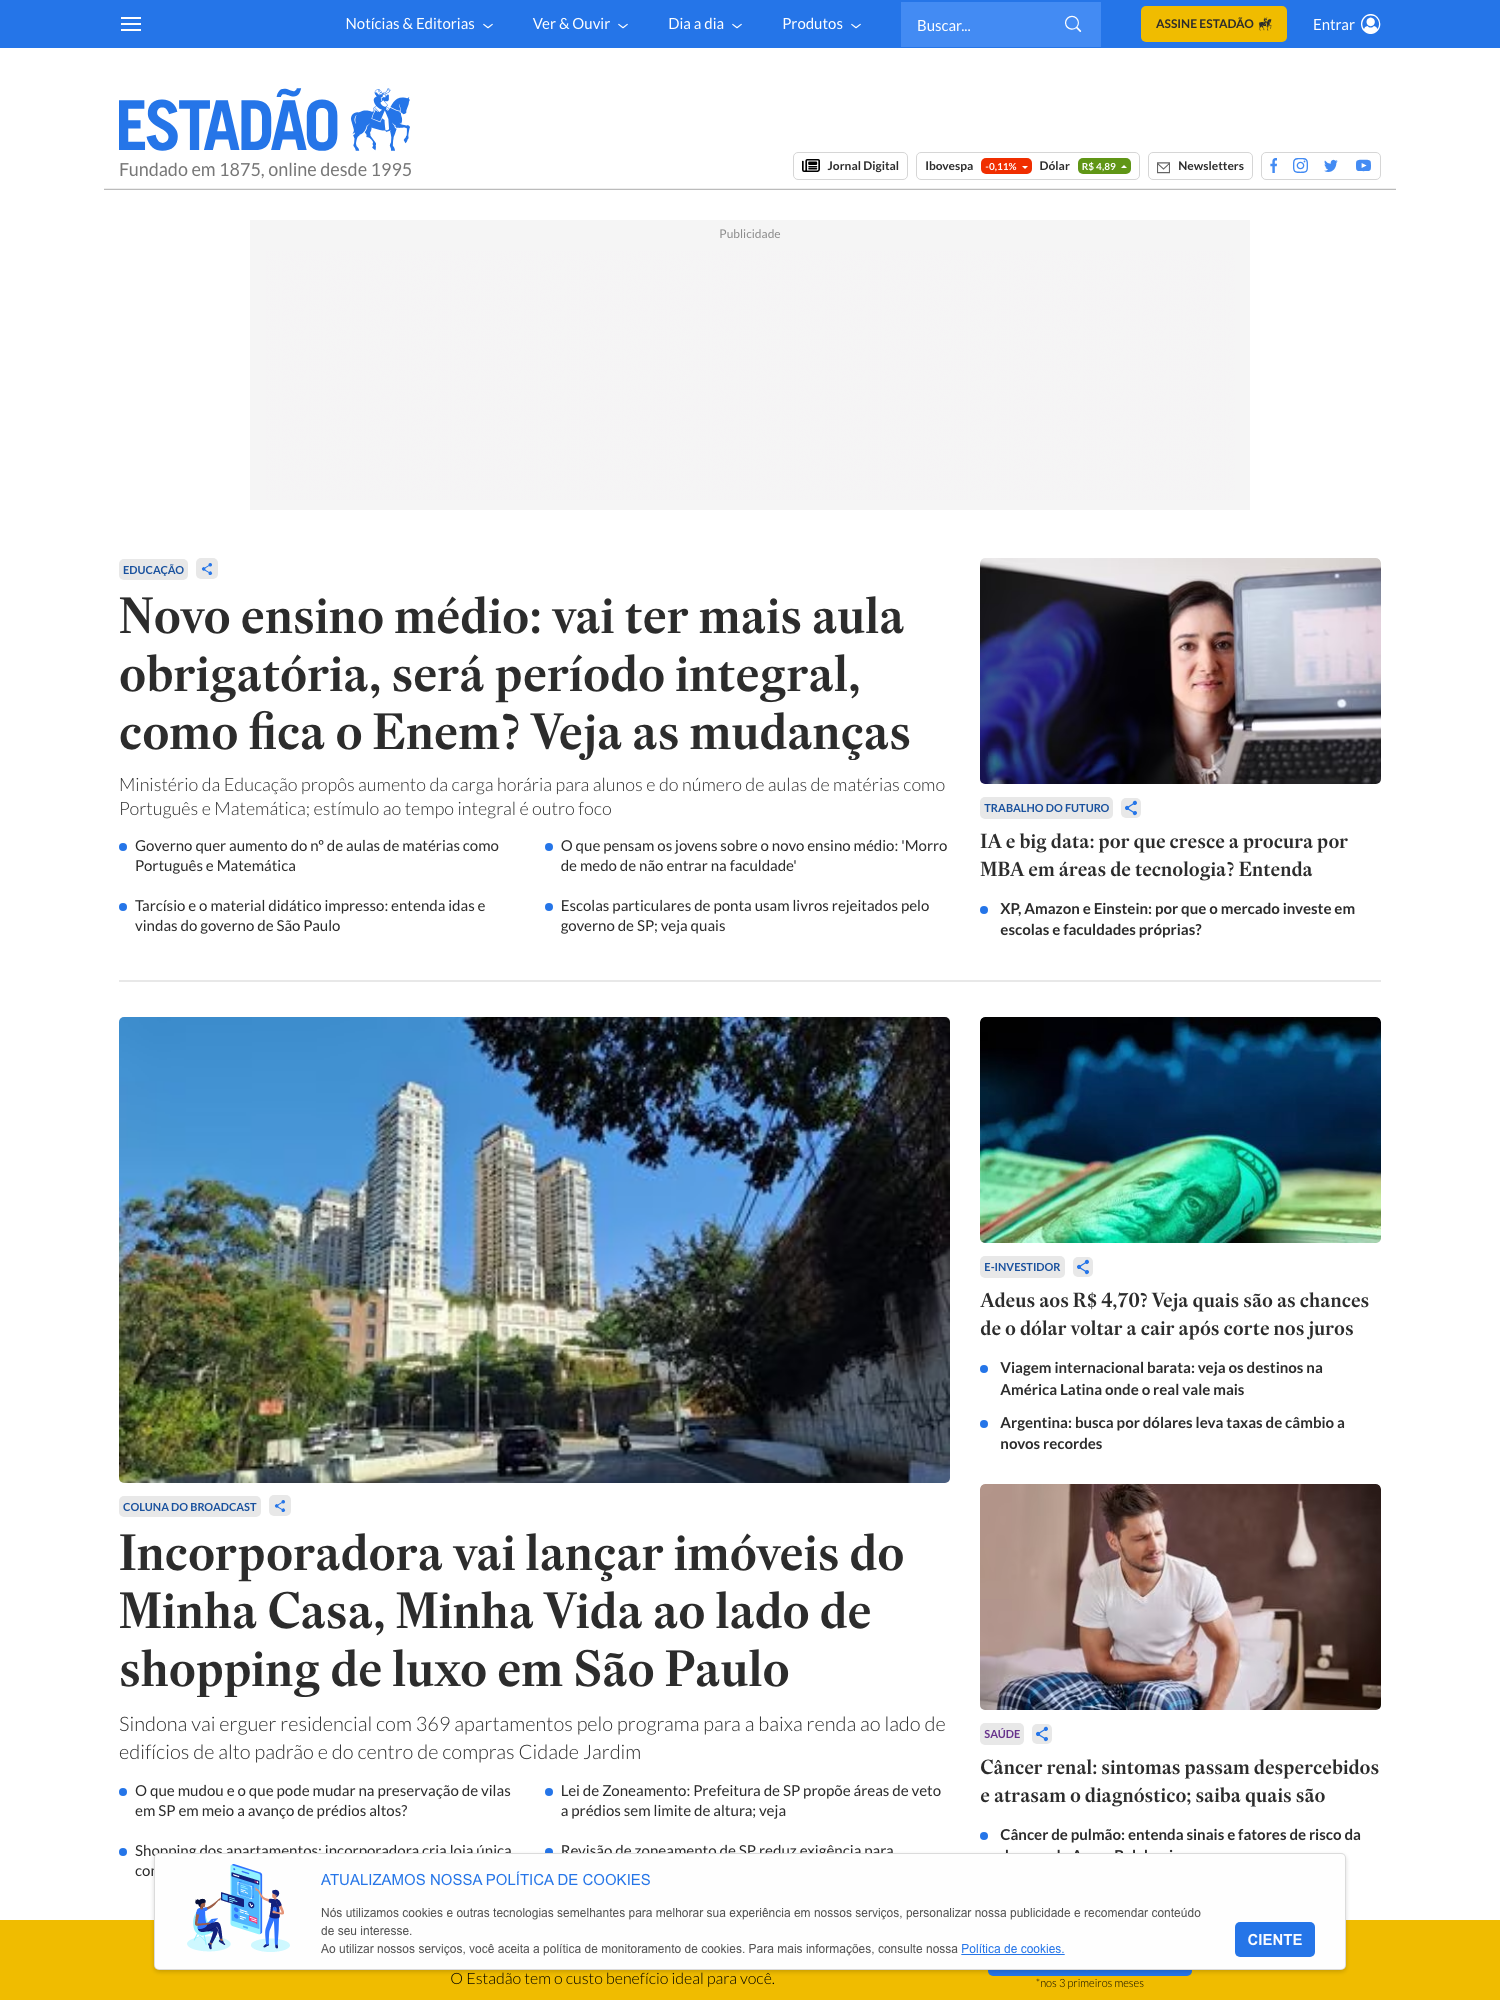 Notícias & Editorias
Ver & Ouvir
Dia a dia
Produtos
Buscar...
ASSINE ESTADÃO
Entrar
ESTADÃO
Fundado em 1875, online desde 1995
Jornal Digital
Ibovespa -0,11% Dólar R$ 4,89
Newsletters
Publicidade
EDUCAÇÃO
Novo ensino médio: vai ter mais aula
obrigatória, será período integral,
como fica o Enem? Veja as mudanças
Ministério da Educação propôs aumento da carga horária para alunos e do número de aulas de matérias como
Português e Matemática; estímulo ao tempo integral é outro foco
Governo quer aumento do nº de aulas de matérias como
Português e Matemática
O que pensam os jovens sobre o novo ensino médio: 'Morro
de medo de não entrar na faculdade'
Tarcísio e o material didático impresso: entenda idas e
vindas do governo de São Paulo
Escolas particulares de ponta usam livros rejeitados pelo
governo de SP; veja quais
TRABALHO DO FUTURO
IA e big data: por que cresce a procura por
MBA em áreas de tecnologia? Entenda
XP, Amazon e Einstein: por que o mercado investe em
escolas e faculdades próprias?
COLUNA DO BROADCAST
Incorporadora vai lançar imóveis do
Minha Casa, Minha Vida ao lado de
shopping de luxo em São Paulo
Sindona vai erguer residencial com 369 apartamentos pelo programa para a baixa renda ao lado de
edifícios de alto padrão e do centro de compras Cidade Jardim
O que mudou e o que pode mudar na preservação de vilas
em SP em meio a avanço de prédios altos?
Lei de Zoneamento: Prefeitura de SP propõe áreas de veto
a prédios sem limite de altura; veja
Shopping dos apartamentos: incorporadora cria loja única
Revisão de zoneamento de SP reduz exigência para
E-INVESTIDOR
Adeus aos R$ 4,70? Veja quais são as chances
de o dólar voltar a cair após corte nos juros
Viagem internacional barata: veja os destinos na
América Latina onde o real vale mais
Argentina: busca por dólares leva taxas de câmbio a
novos recordes
SAÚDE
Câncer renal: sintomas passam despercebidos
e atrasam o diagnóstico; saiba quais são
Câncer de pulmão: entenda sinais e fatores de risco da
ATUALIZAMOS NOSSA POLÍTICA DE COOKIES
Nós utilizamos cookies e outras tecnologias semelhantes para melhorar sua experiência em nossos serviços, personalizar nossa publicidade e recomendar conteúdo
de seu interesse.
Ao utilizar nossos serviços, você aceita a política de monitoramento de cookies. Para mais informações, consulte nossa Política de cookies.
CIENTE
O Estadão tem o custo benefício ideal para você.
*nos 3 primeiros meses